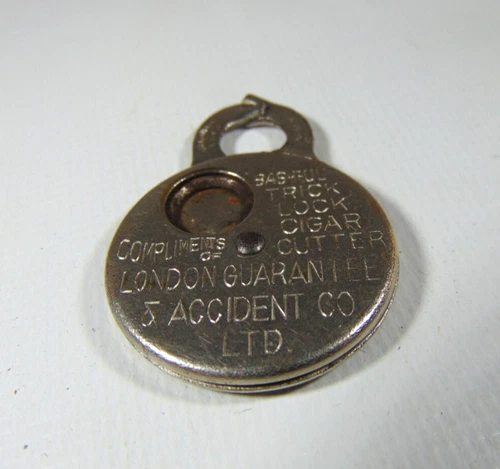 BASHFUL
TRICK
LOCK
CIGAR
CUTTER
COMPLIMENTS
OF
LONDON GUARANTEE
& ACCIDENT CO
LTD.